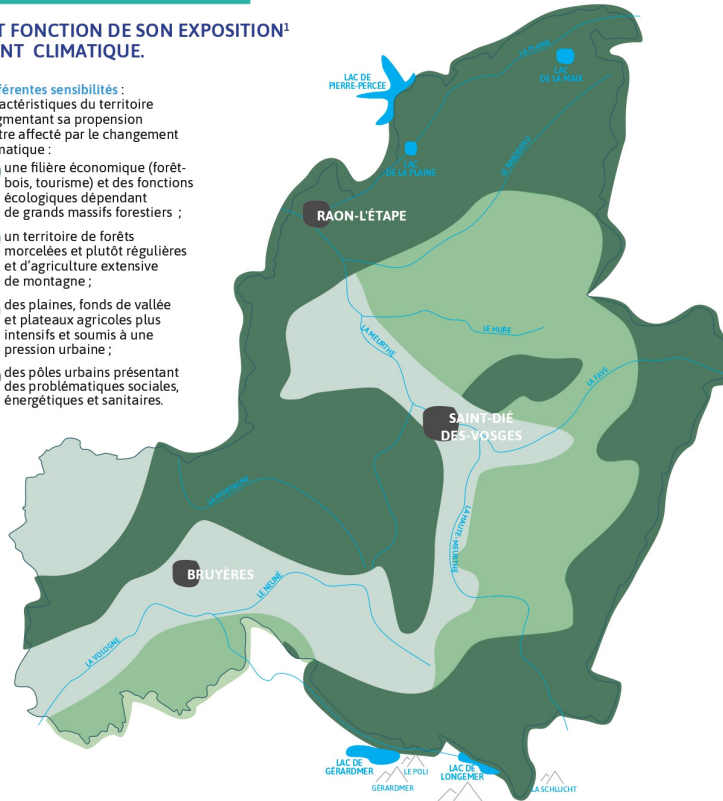 T FONCTION DE SON EXPOSITION¹
NT CLIMATIQUE.
férentes sensibilités :
actéristiques du territoire
gmentant sa propension
tre affecté par le changement
matique :
une filière économique (forêt-
bois, tourisme) et des fonctions
écologiques dépendant
de grands massifs forestiers ;
un territoire de forêts
morcelées et plutôt régulières
et d'agriculture extensive
de montagne ;
des plaines, fonds de vallée
et plateaux agricoles plus
intensifs et soumis à une
pression urbaine ;
des pôles urbains présentant
des problématiques sociales,
énergétiques et sanitaires.
LAC DE
PIERRE-PERCÉE
LA PLAINE
LAC
DE LA MAIX
LAC
DE LA PLAINE
LE RABODEAU
RAON-L'ÉTAPE
LA MEURTHE
LE HURE
LA FAVE
SAINT-DIÉ
DES-VOSGES
LA MORTAGNE
LA HAUTE-MEURTHE
BRUYÈRES
LE NEUNÉ
LA VOLOGNE
LAC DE
GÉRARDMER
LE POLI
GÉRARDMER
LAC DE
LONGEMER
LA SCHLUCHT